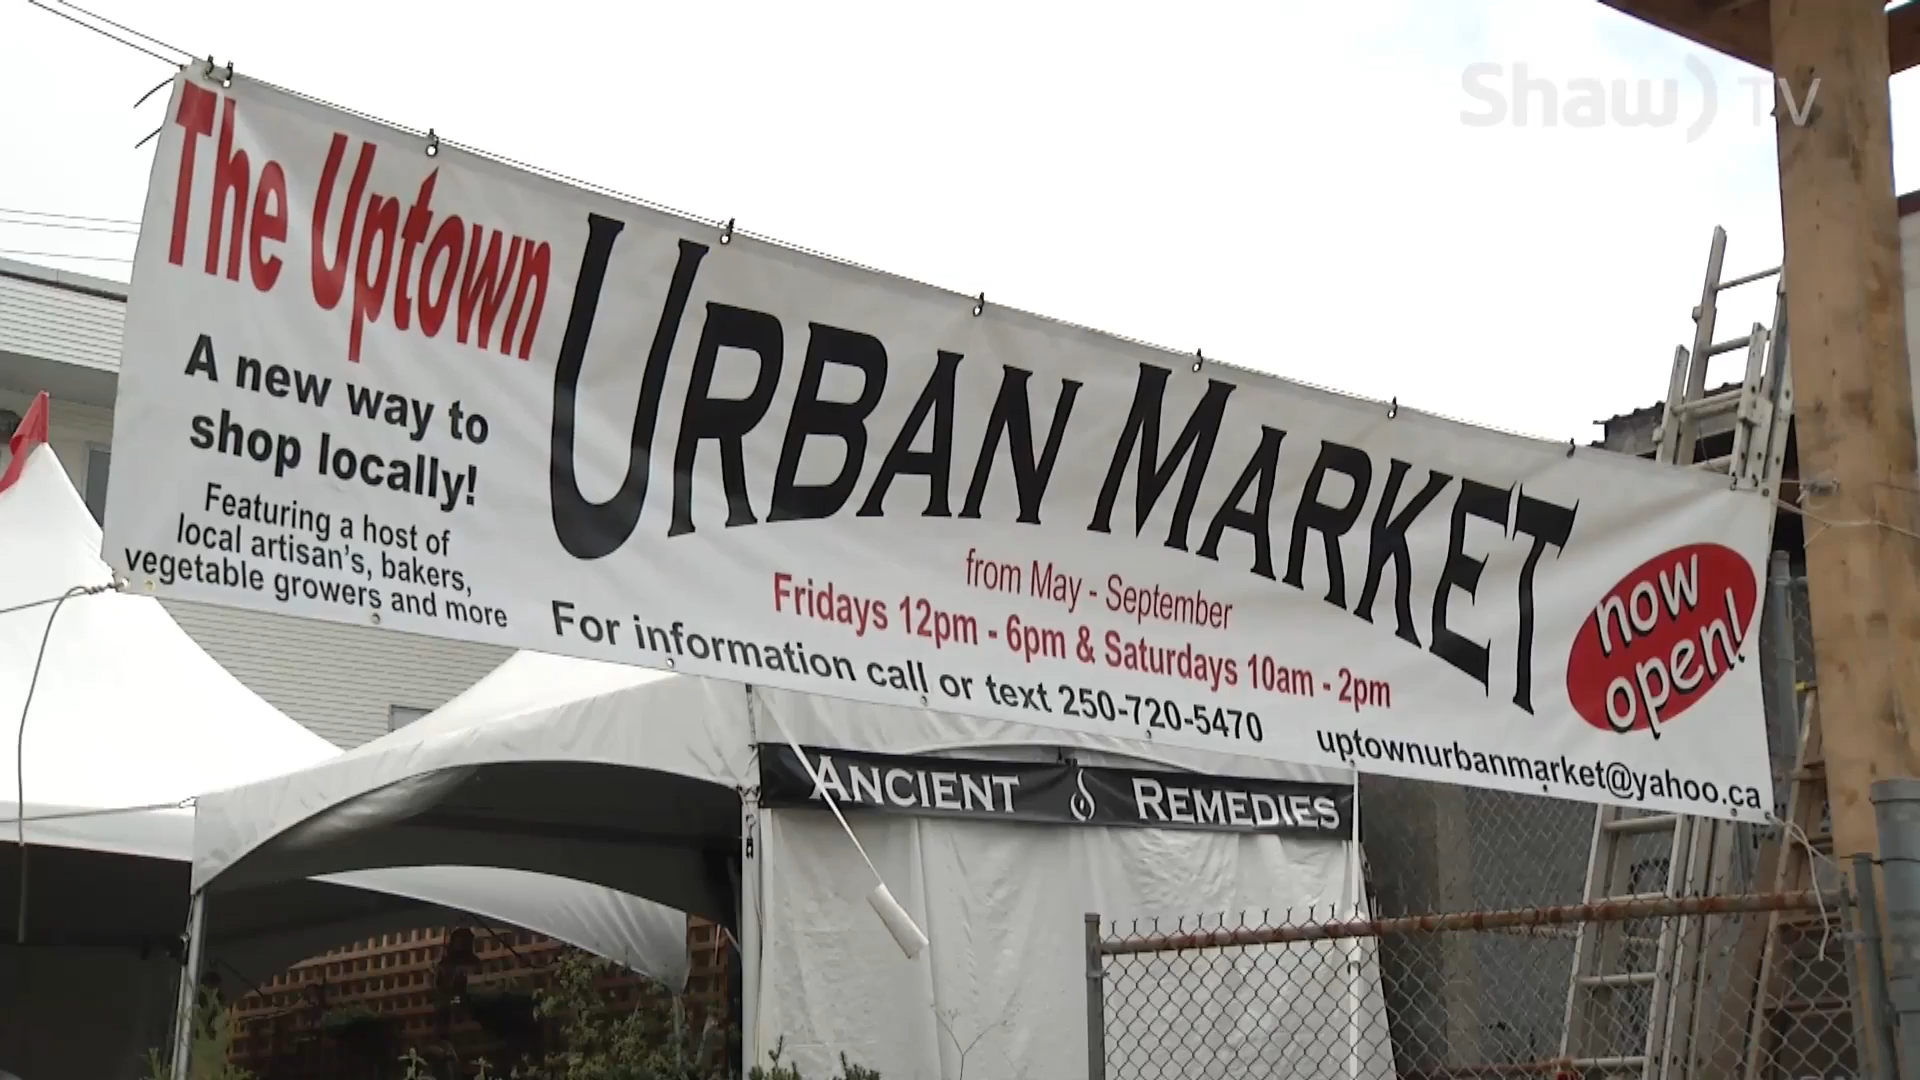 Shaw) TV
The Uptown
URBAN MARKET
A new way to
shop locally!
Featuring a host of
local artisan's, bakers,
vegetable growers and more
from May - September
Fridays 12pm - 6pm & Saturdays 10am - 2pm
For information call or text 250-720-5470
uptownurbanmarket@yahoo.ca
now
open!
ANCIENT REMEDIES